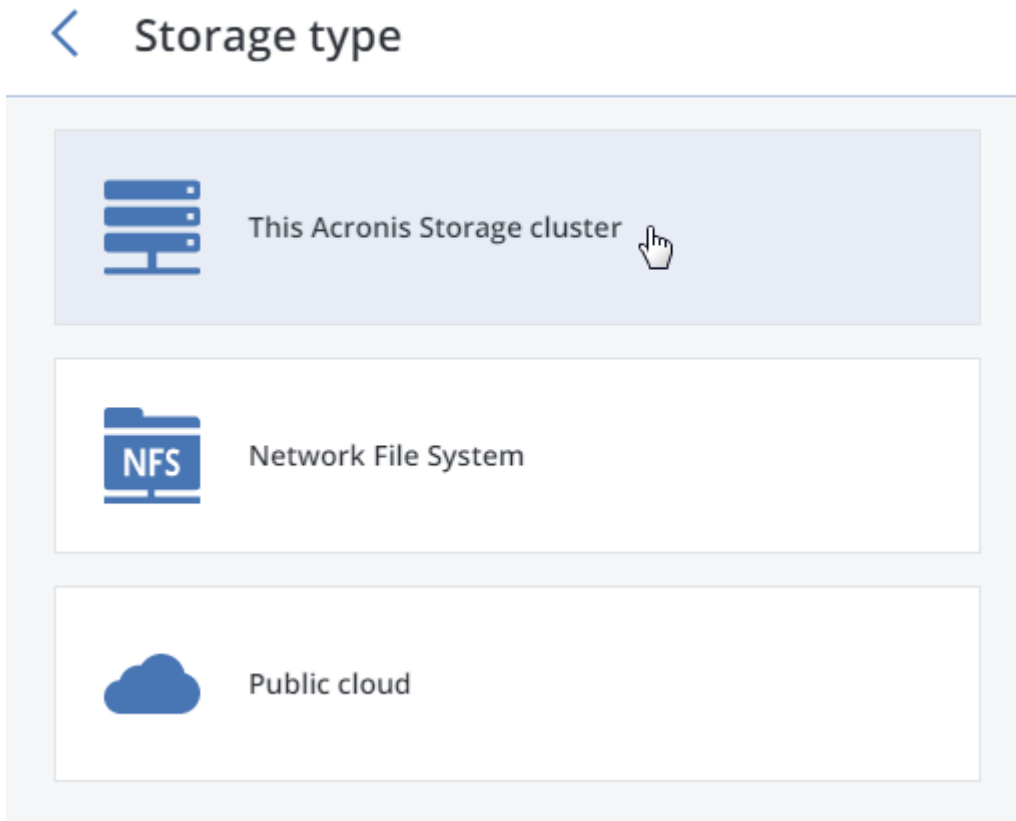 Storage type
This Acronis Storage cluster
NFS
Network File System
Public cloud